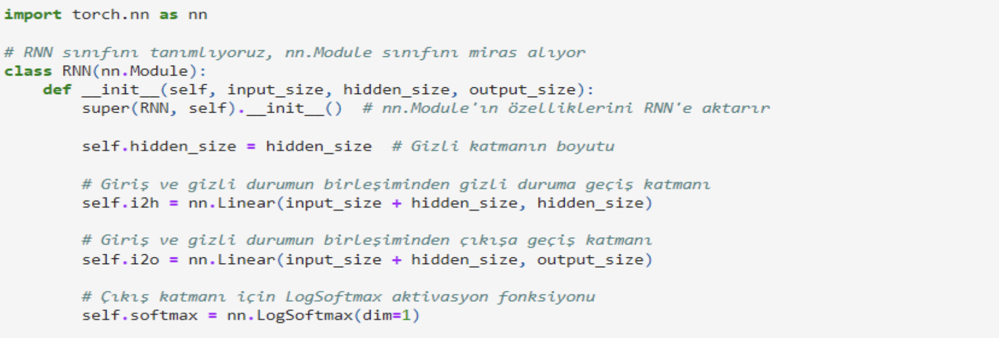 import torch.nn as nn
# RNN sınıfını tanımlıyoruz, nn.Module sınıfını miras alıyor
class RNN(nn.Module):
    def __init__(self, input_size, hidden_size, output_size):
        super(RNN, self).__init__()  # nn.Module'ın özelliklerini RNN'e aktarır
        self.hidden_size = hidden_size  # Gizli katmanın boyutu
        # Giriş ve gizli durumun birleşiminden gizli duruma geçiş katmanı
        self.i2h = nn.Linear(input_size + hidden_size, hidden_size)
        # Giriş ve gizli durumun birleşiminden çıkışa geçiş katmanı
        self.i2o = nn.Linear(input_size + hidden_size, output_size)
        # Çıkış katmanı için LogSoftmax aktivasyon fonksiyonu
        self.softmax = nn.LogSoftmax(dim=1)